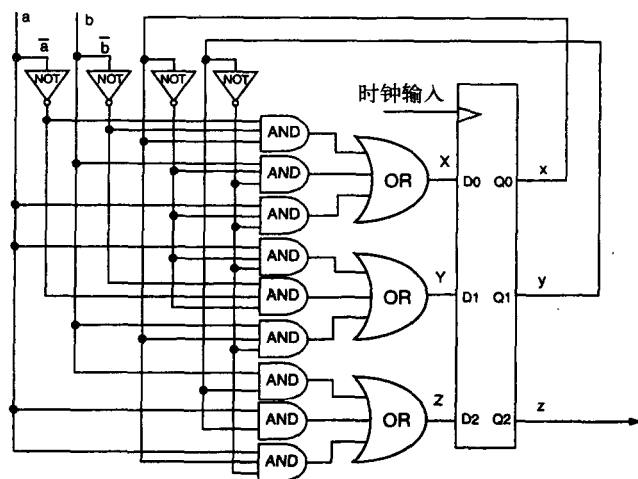 a b
a̅ b̅
NOT NOT NOT NOT
时钟输入
AND
AND
AND
OR
X
D0 Q0
x
AND
AND
AND
OR
Y
D1 Q1
y
AND
AND
AND
OR
Z
D2 Q2
z